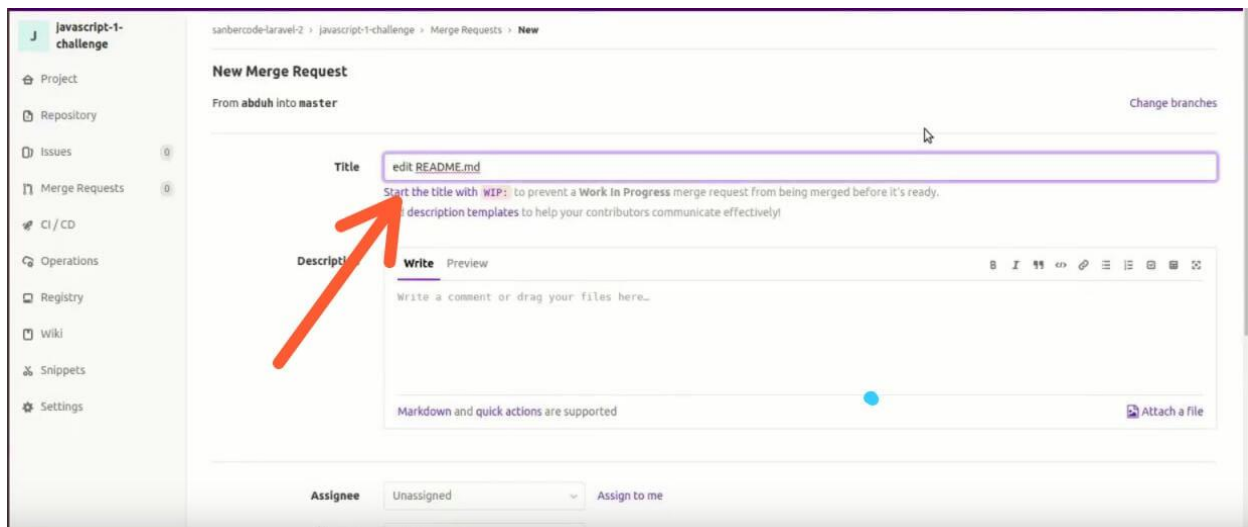 J
javascript-1-
challenge
Project
Repository
Issues 0
Merge Requests 0
CI / CD
Operations
Registry
Wiki
Snippets
Settings
sanbercode-laravel-2 › javascript-1-challenge › Merge Requests › New
New Merge Request
From abduh into master
Change branches
Title
edit README.md
Start the title with WIP: to prevent a Work In Progress merge request from being merged before it's ready.
description templates to help your contributors communicate effectively!
Write Preview
Write a comment or drag your files here…
Markdown and quick actions are supported
Attach a file
Assignee
Unassigned
Assign to me